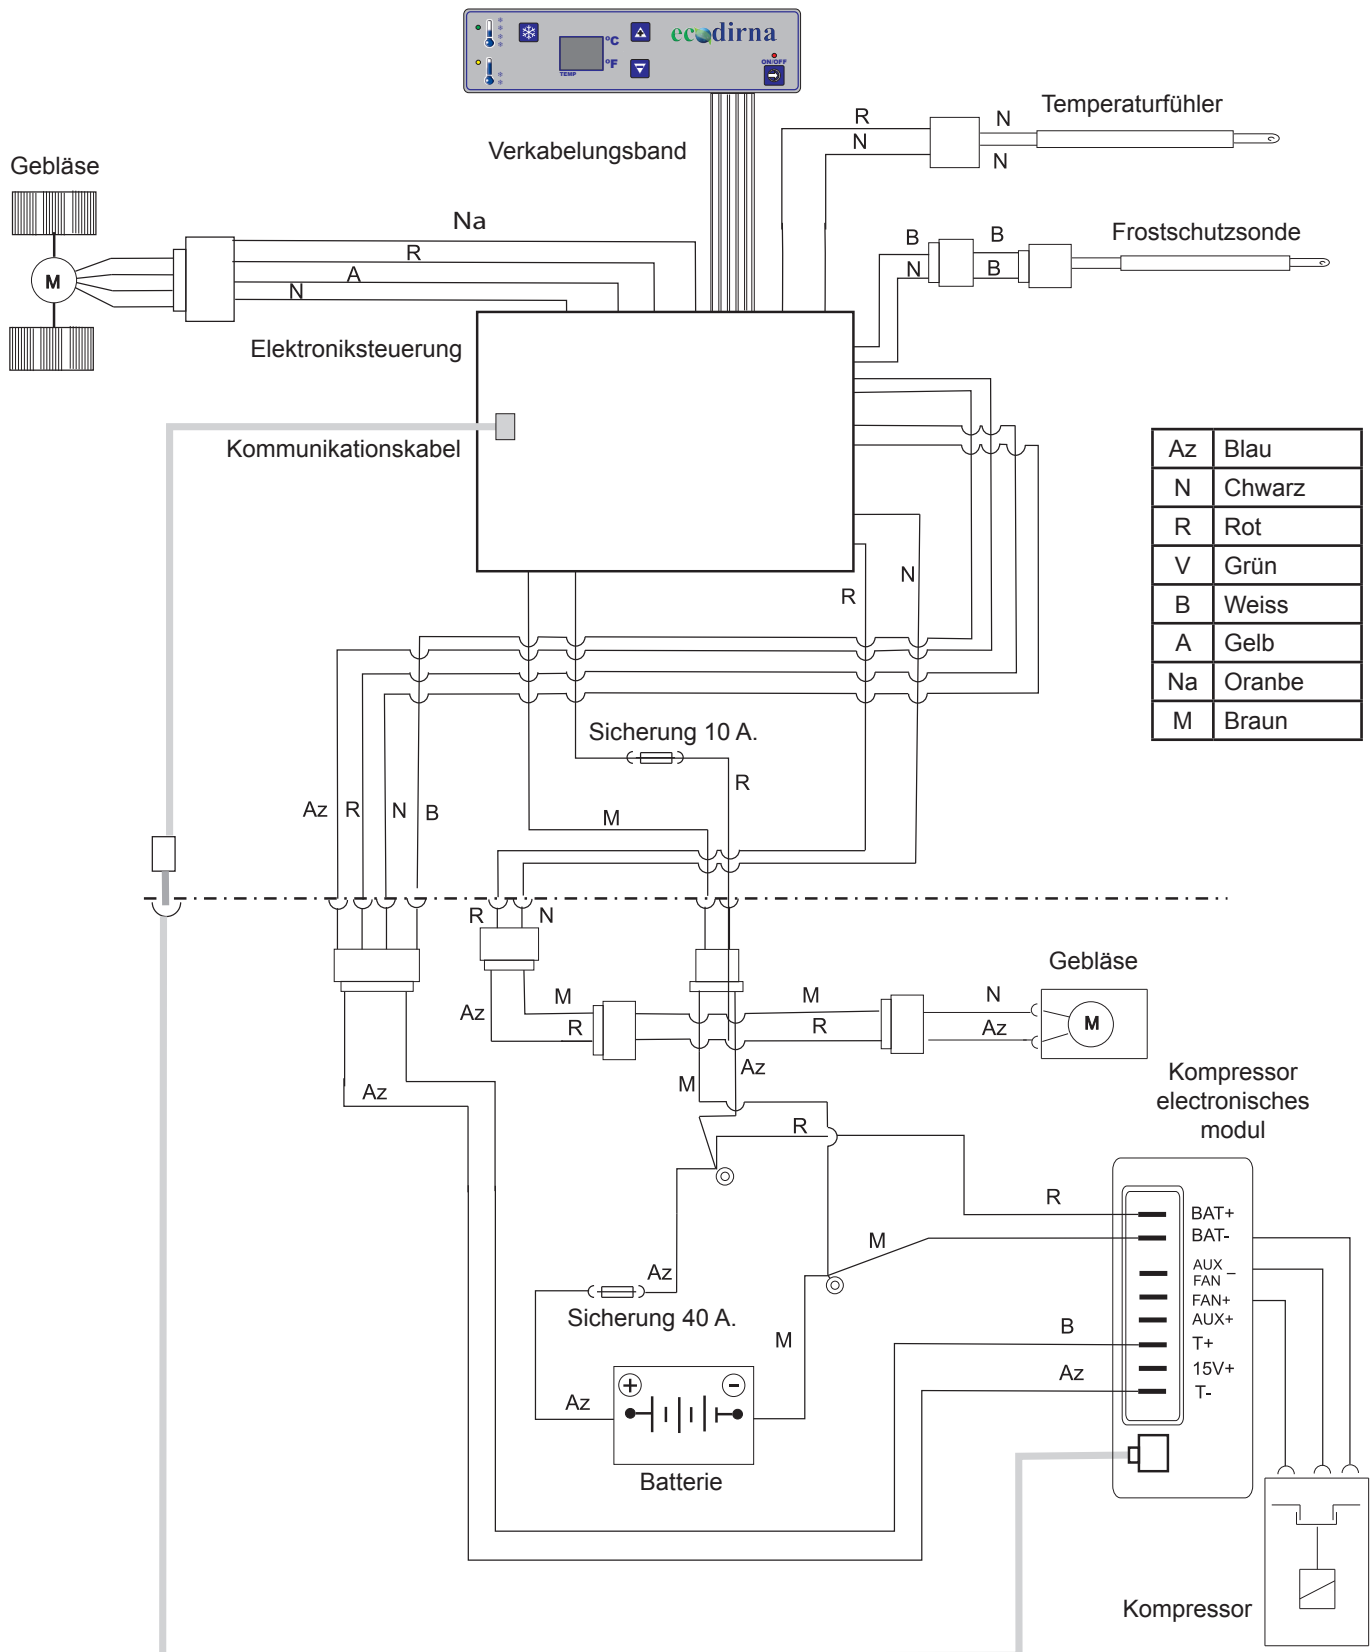 ecodirna
°C
°F
TEMP
ON/OFF
Verkabelungsband
Temperaturfühler
R
N
N
N
Gebläse
M
Na
R
A
N
Frostschutzsonde
B
N
B
B
Elektroniksteuerung
Kommunikationskabel
Az Blau
N Chwarz
R Rot
V Grün
B Weiss
A Gelb
Na Oranbe
M Braun
R
N
Sicherung 10 A.
R
M
Az
R
N
B
R
N
Gebläse
Az
M
R
M
R
N
Az
M
M
Az
Az
R
Kompressor
electronisches
modul
R
M
Az
Sicherung 40 A.
M
B
Az
BAT+
BAT-
AUX
FAN –
FAN+
AUX+
T+
15V+
T-
Az
+
-
Batterie
Kompressor